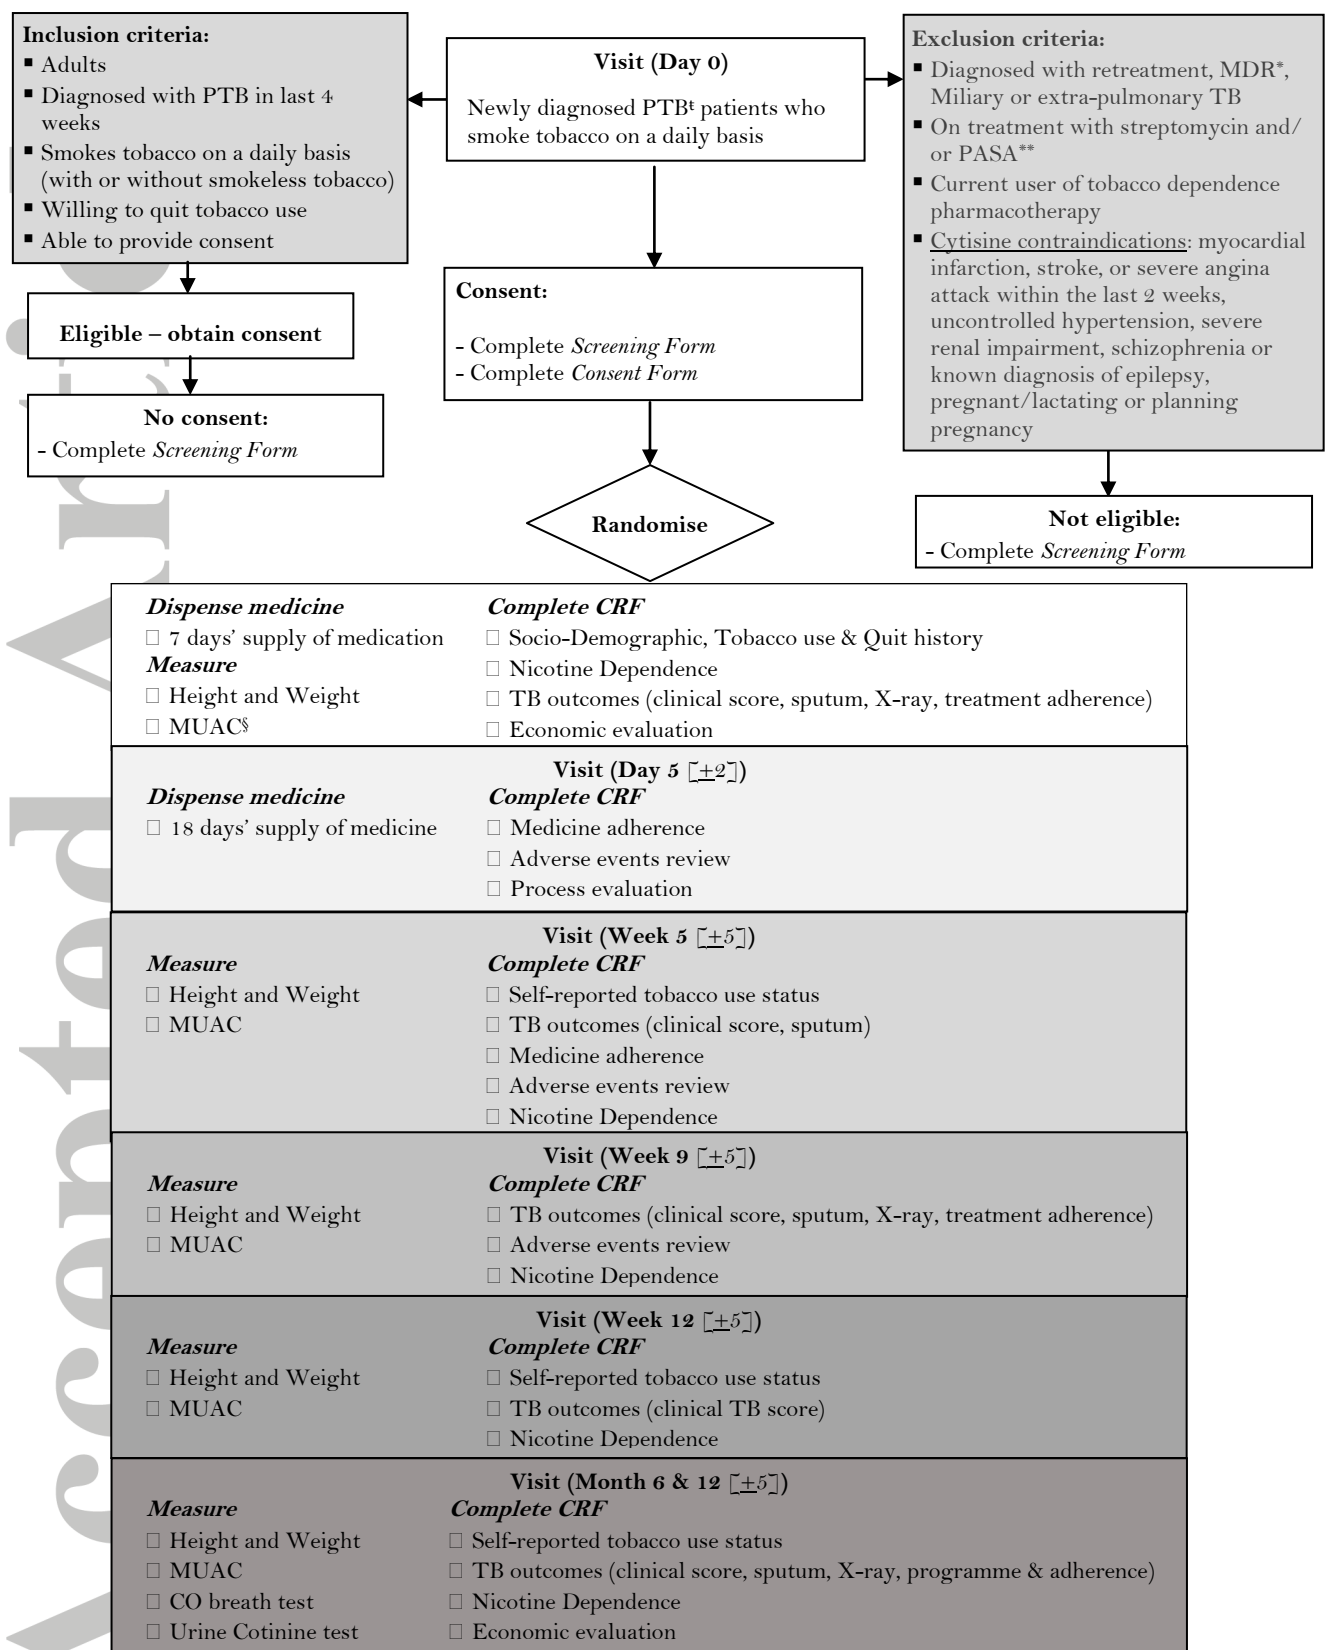 Inclusion criteria:
▪ Adults
▪ Diagnosed with PTB in last 4
weeks
▪ Smokes tobacco on a daily basis
(with or without smokeless tobacco)
▪ Willing to quit tobacco use
▪ Able to provide consent
Visit (Day 0)
Newly diagnosed PTBŧ patients who
smoke tobacco on a daily basis
Exclusion criteria:
▪ Diagnosed with retreatment, MDR*,
Miliary or extra-pulmonary TB
▪ On treatment with streptomycin and/
or PASA**
▪ Current user of tobacco dependence
pharmacotherapy
▪ Cytisine contraindications: myocardial
infarction, stroke, or severe angina
attack within the last 2 weeks,
uncontrolled hypertension, severe
renal impairment, schizophrenia or
known diagnosis of epilepsy,
pregnant/lactating or planning
pregnancy
Eligible – obtain consent
No consent:
- Complete Screening Form
Consent:
- Complete Screening Form
- Complete Consent Form
Not eligible:
- Complete Screening Form
Randomise
Dispense medicine
□ 7 days' supply of medication
Measure
□ Height and Weight
□ MUAC§
Complete CRF
□ Socio-Demographic, Tobacco use & Quit history
□ Nicotine Dependence
□ TB outcomes (clinical score, sputum, X-ray, treatment adherence)
□ Economic evaluation
Visit (Day 5 [+2])
Dispense medicine
□ 18 days' supply of medicine
Complete CRF
□ Medicine adherence
□ Adverse events review
□ Process evaluation
Visit (Week 5 [+5])
Measure
□ Height and Weight
□ MUAC
Complete CRF
□ Self-reported tobacco use status
□ TB outcomes (clinical score, sputum)
□ Medicine adherence
□ Adverse events review
□ Nicotine Dependence
Visit (Week 9 [+5])
Measure
□ Height and Weight
□ MUAC
Complete CRF
□ TB outcomes (clinical score, sputum, X-ray, treatment adherence)
□ Adverse events review
□ Nicotine Dependence
Visit (Week 12 [+5])
Measure
□ Height and Weight
□ MUAC
Complete CRF
□ Self-reported tobacco use status
□ TB outcomes (clinical TB score)
□ Nicotine Dependence
Visit (Month 6 & 12 [+5])
Measure
□ Height and Weight
□ MUAC
□ CO breath test
□ Urine Cotinine test
Complete CRF
□ Self-reported tobacco use status
□ TB outcomes (clinical score, sputum, X-ray, programme & adherence)
□ Nicotine Dependence
□ Economic evaluation